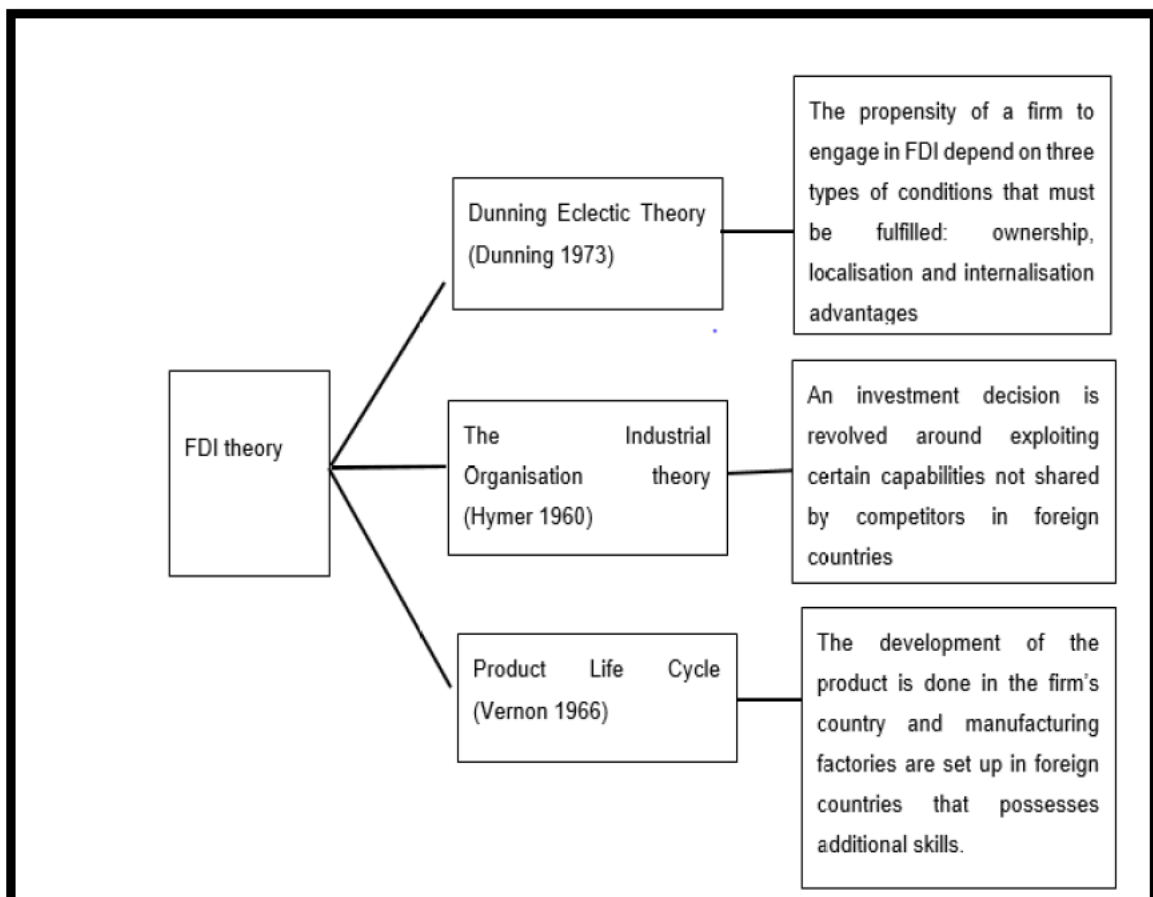 FDI theory
Dunning Eclectic Theory
(Dunning 1973)
The propensity of a firm to
engage in FDI depend on three
types of conditions that must
be fulfilled: ownership,
localisation and internalisation
advantages
The Industrial
Organisation theory
(Hymer 1960)
An investment decision is
revolved around exploiting
certain capabilities not shared
by competitors in foreign
countries
Product Life Cycle
(Vernon 1966)
The development of the
product is done in the firm's
country and manufacturing
factories are set up in foreign
countries that possesses
additional skills.